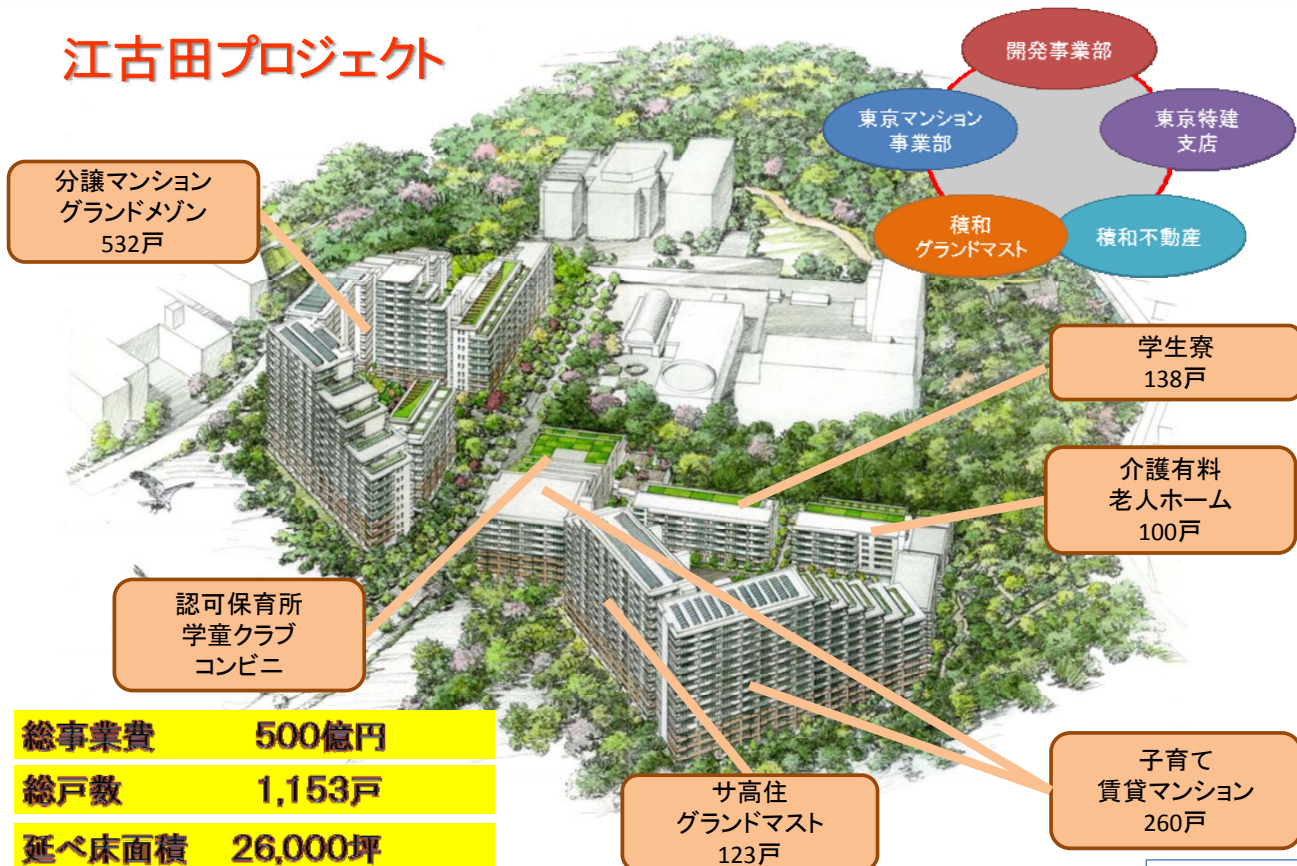 江古田プロジェクト
開発事業部
東京マンション
事業部
東京特建
支店
積和
グランドマスト
積和不動産
分譲マンション
グランドメゾン
532戸
学生寮
138戸
介護有料
老人ホーム
100戸
認可保育所
学童クラブ
コンビニ
総事業費 500億円
総戸数 1,153戸
延べ床面積 26,000坪
サ高住
グランドマスト
123戸
子育て
賃貸マンション
260戸